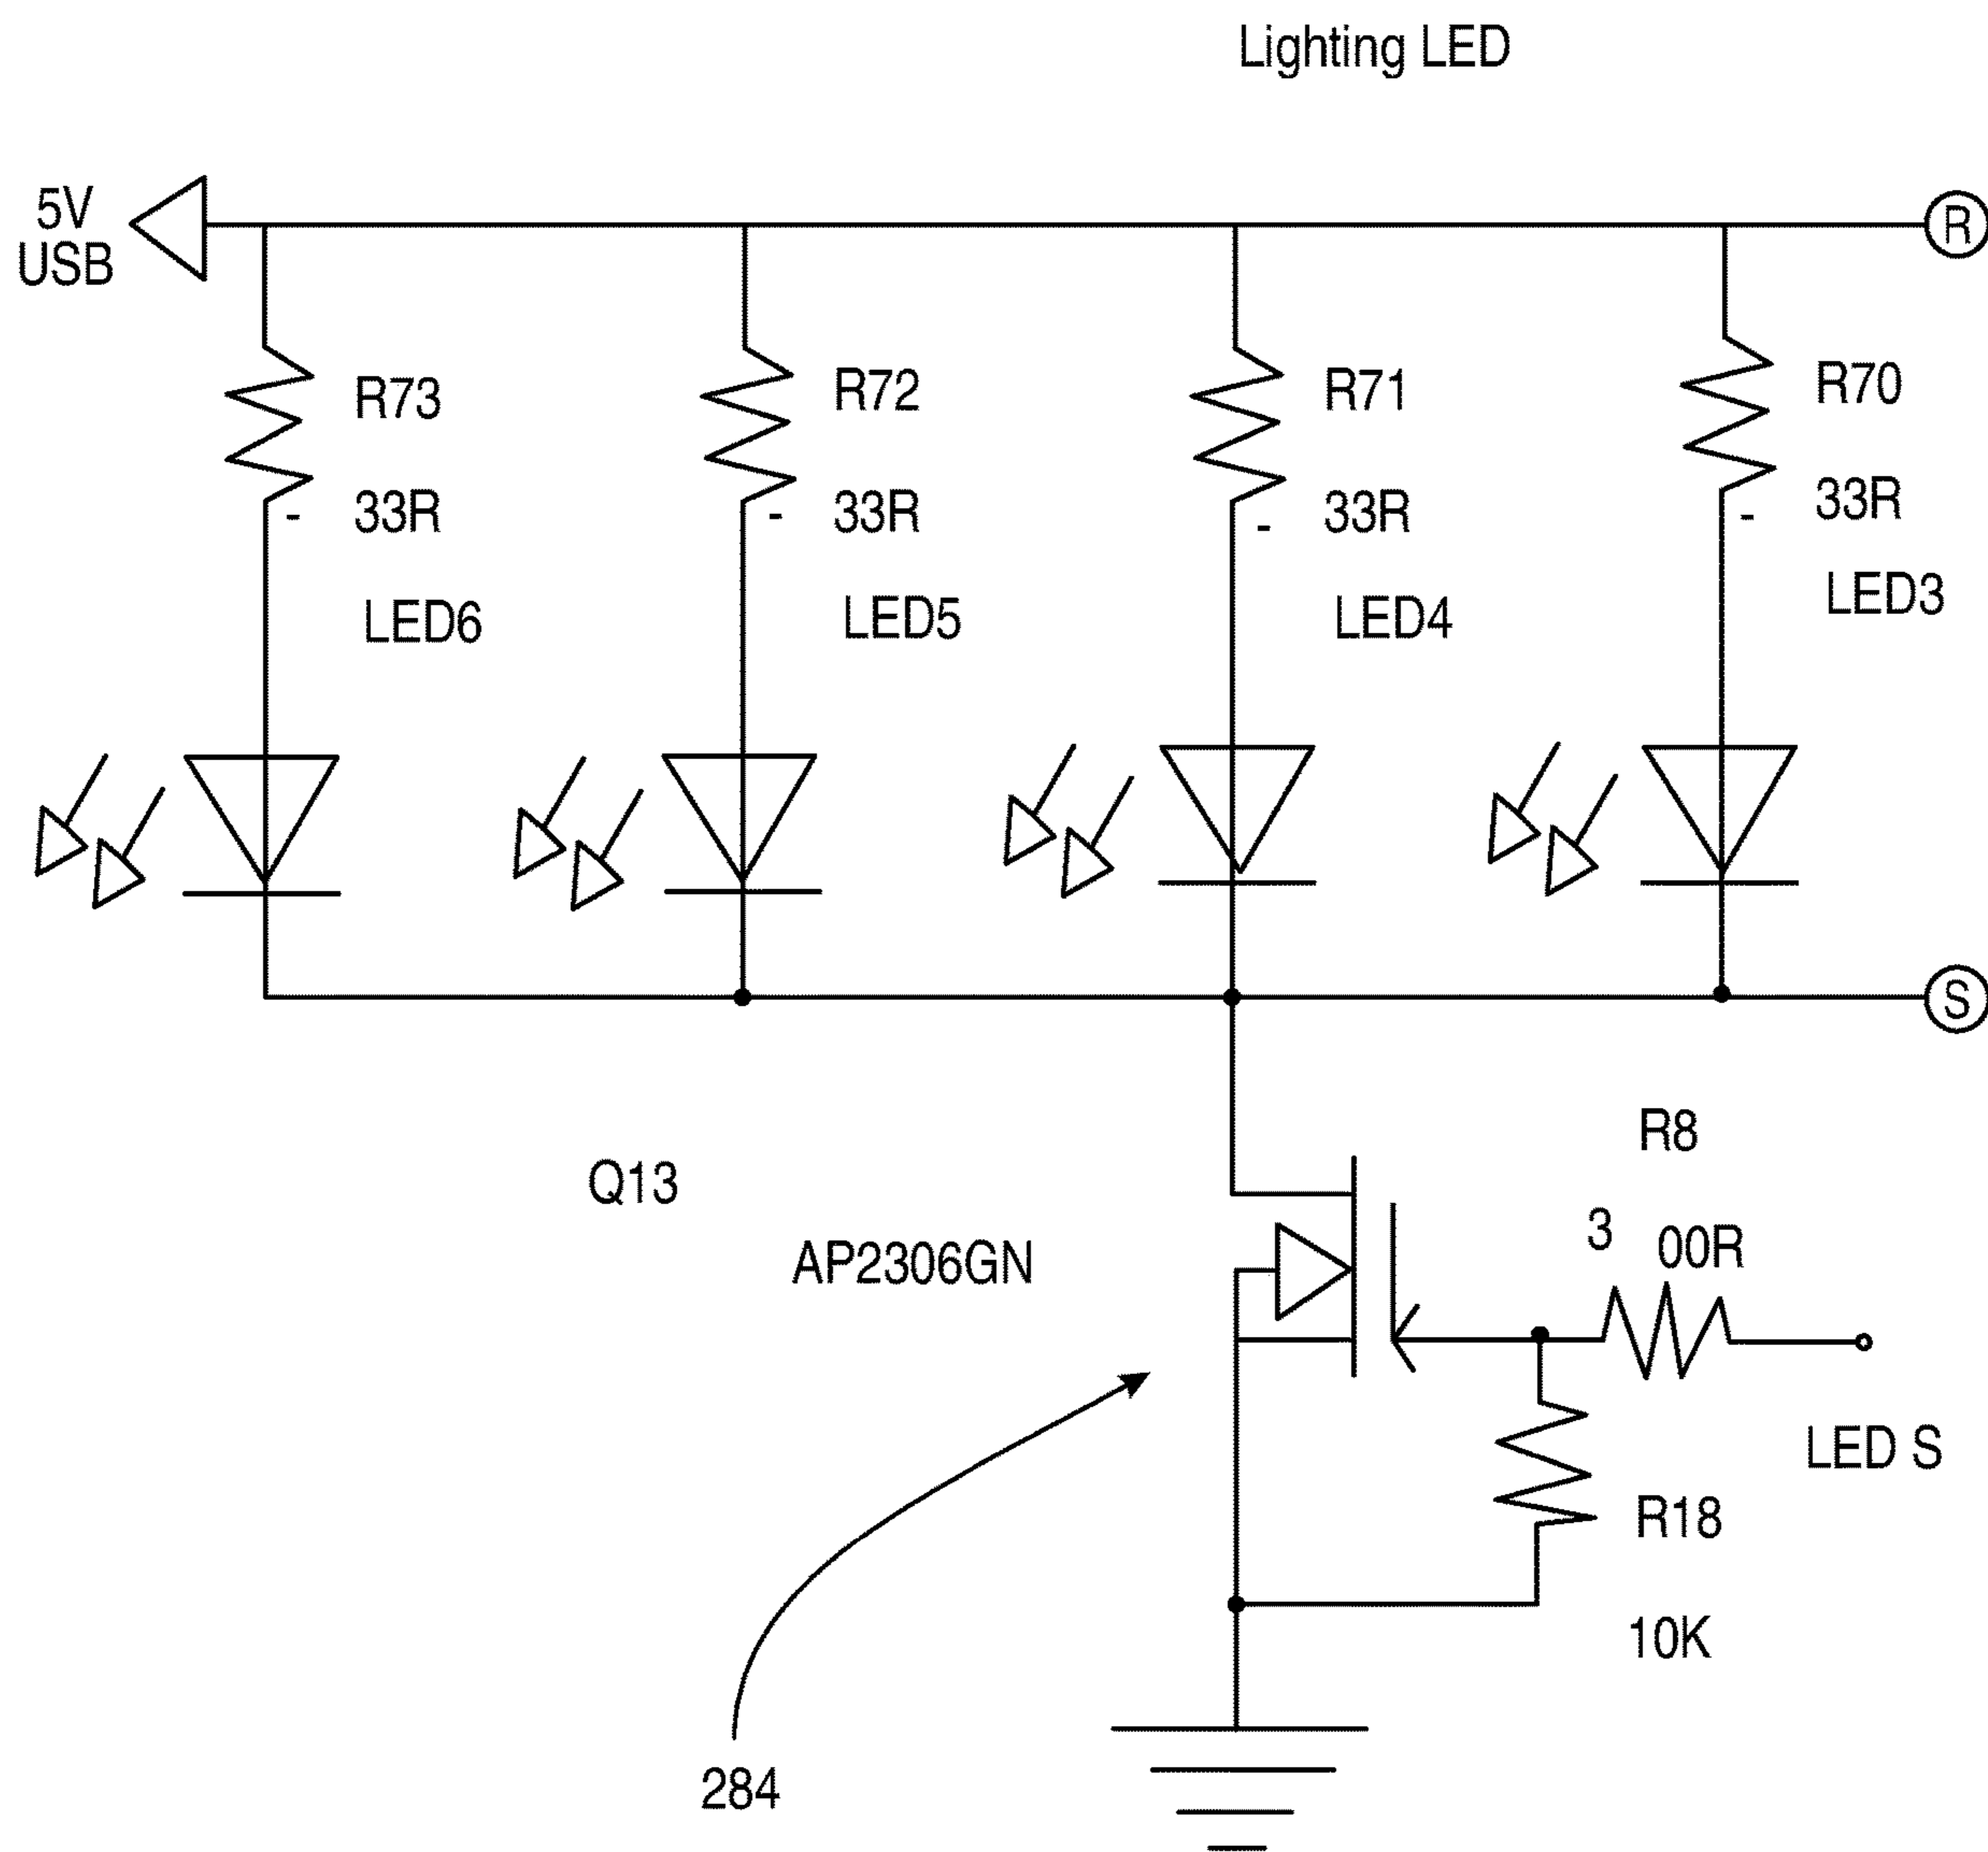 Lighting LED
5V
USB
R
R73
33R
LED6
R72
33R
LED5
R71
33R
LED4
R70
33R
LED3
S
Q13
AP2306GN
R8
3 00R
LED S
R18
10K
284